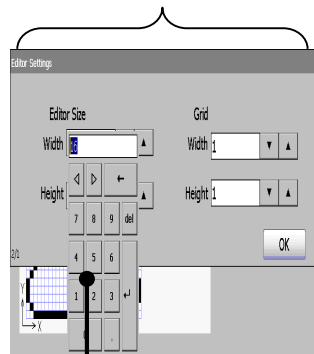 Editor Settings
Editor Size Grid
Width 16 Width 1
Height Height 1
7 8 9 del
4 5 6
OK
2/1
1 2 3
.
Y
X